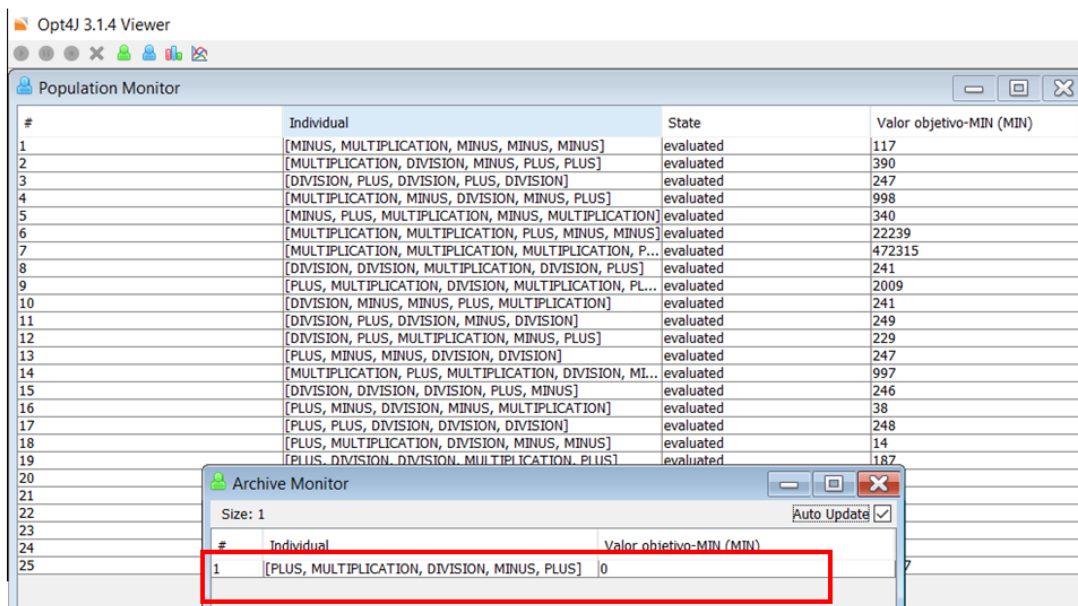 Opt4J 3.1.4 Viewer
Population Monitor
# Individual State Valor objetivo-MIN (MIN)
1 [MINUS, MULTIPLICATION, MINUS, MINUS, MINUS] evaluated 117
2 [MULTIPLICATION, DIVISION, MINUS, PLUS, PLUS] evaluated 390
3 [DIVISION, PLUS, DIVISION, PLUS, DIVISION] evaluated 247
4 [MULTIPLICATION, MINUS, DIVISION, MINUS, PLUS] evaluated 998
5 [MINUS, PLUS, MULTIPLICATION, MINUS, MULTIPLICATION] evaluated 340
6 [MULTIPLICATION, MULTIPLICATION, PLUS, MINUS, MINUS] evaluated 22239
7 [MULTIPLICATION, MULTIPLICATION, MULTIPLICATION, P... evaluated 472315
8 [DIVISION, DIVISION, MULTIPLICATION, DIVISION, PLUS] evaluated 241
9 [PLUS, MULTIPLICATION, DIVISION, MULTIPLICATION, PL... evaluated 2009
10 [DIVISION, MINUS, MINUS, PLUS, MULTIPLICATION] evaluated 241
11 [DIVISION, PLUS, DIVISION, MINUS, DIVISION] evaluated 249
12 [DIVISION, PLUS, MULTIPLICATION, MINUS, PLUS] evaluated 229
13 [PLUS, MINUS, MINUS, DIVISION, DIVISION] evaluated 247
14 [MULTIPLICATION, PLUS, MULTIPLICATION, DIVISION, MI... evaluated 997
15 [DIVISION, DIVISION, DIVISION, PLUS, MINUS] evaluated 246
16 [PLUS, MINUS, DIVISION, MINUS, MULTIPLICATION] evaluated 38
17 [PLUS, PLUS, DIVISION, DIVISION, DIVISION] evaluated 248
18 [PLUS, MULTIPLICATION, DIVISION, MINUS, MINUS] evaluated 14
19 [PLUS, DIVISION, DIVISION, MULTIPLICATION, PLUS] evaluated 187
20
21
22
23
24
25 7
Archive Monitor
Size: 1 Auto Update
# Individual Valor objetivo-MIN (MIN)
1 [PLUS, MULTIPLICATION, DIVISION, MINUS, PLUS] 0